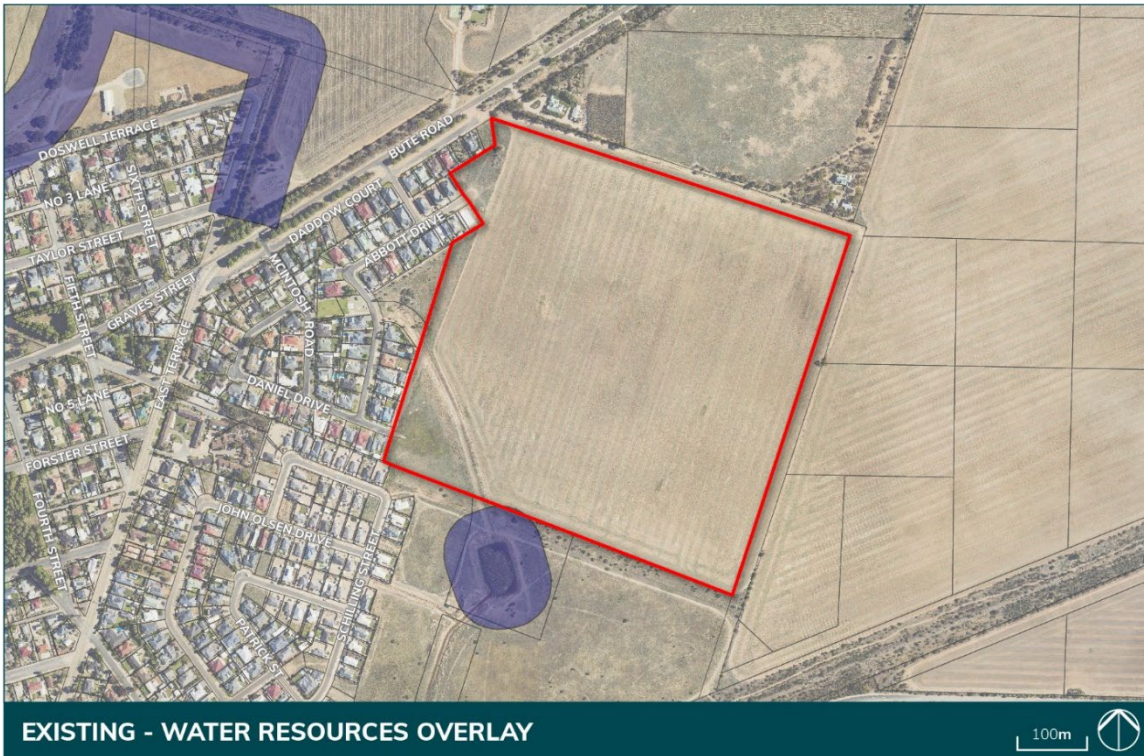 BUTE ROAD
DOSWELL TERRACE
SIXTH STREET
NO 3 LANE
DADDOW COURT
ABBOTT DRIVE
TAYLOR STREET
MCINTOSH ROAD
FIFTH STREET
GRAVES STREET
EAST TERRACE
DANIEL DRIVE
NO 5 LANE
FORSTER STREET
FOURTH STREET
JOHN OLSEN DRIVE
SCHILLING STREET
PATRICK ST
EXISTING - WATER RESOURCES OVERLAY
100m